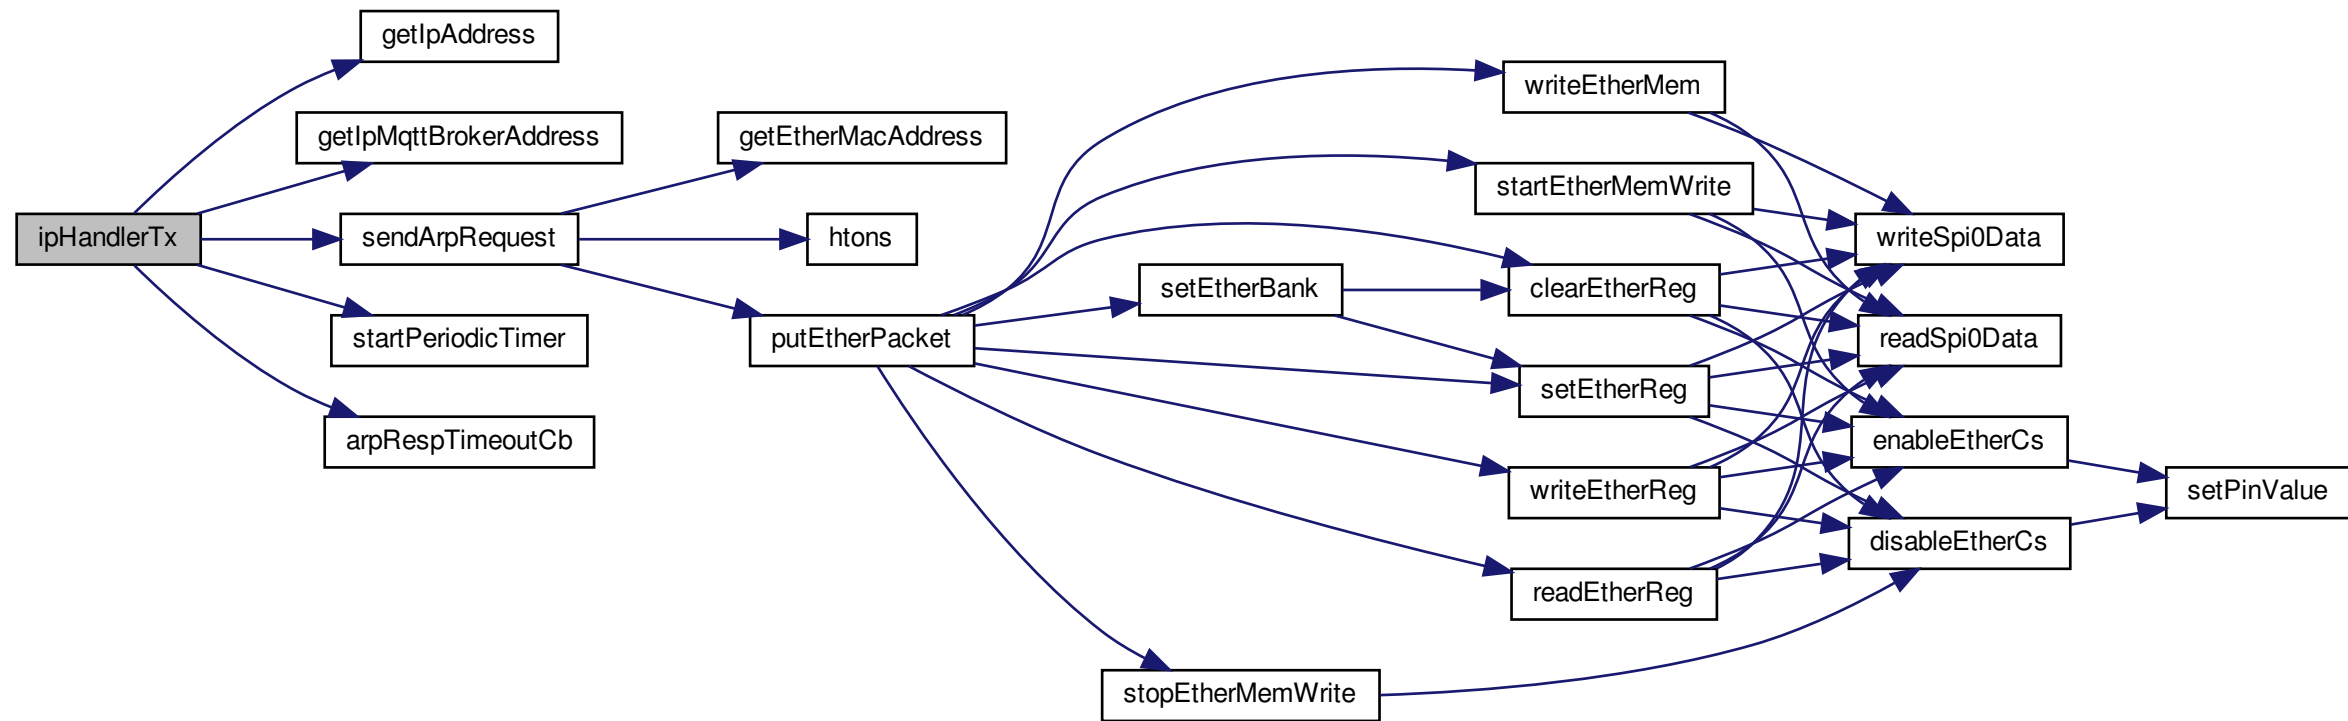 getIpAddress
getIpMqttBrokerAddress
ipHandlerTx
sendArpRequest
startPeriodicTimer
arpRespTimeoutCb
getEtherMacAddress
htons
putEtherPacket
setEtherBank
stopEtherMemWrite
writeEtherMem
startEtherMemWrite
clearEtherReg
setEtherReg
writeEtherReg
readEtherReg
writeSpi0Data
readSpi0Data
enableEtherCs
disableEtherCs
setPinValue